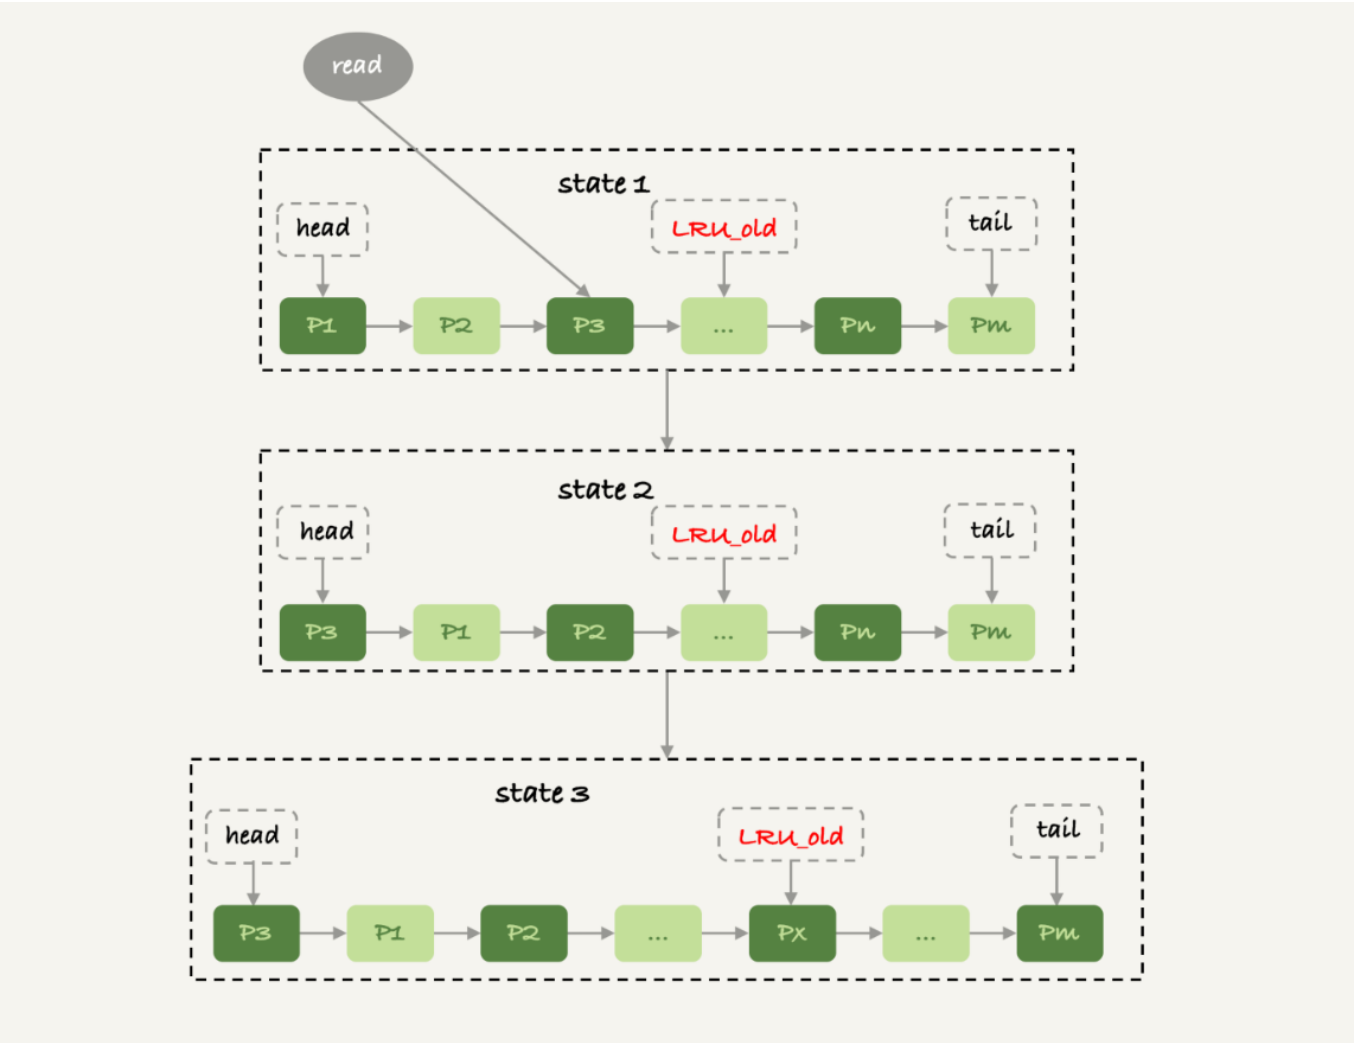 read
state 1
head
LRU_old
tail
P1
P2
P3
...
Pn
Pm
state 2
head
LRU_old
tail
P3
P1
P2
...
Pn
Pm
state 3
head
LRU_old
tail
P3
P1
P2
...
Px
...
Pm